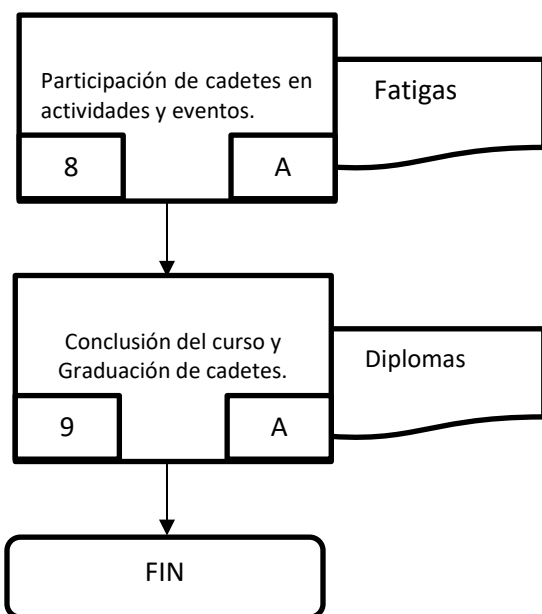 Participación de cadetes en
actividades y eventos.
8
A
Fatigas
Conclusión del curso y
Graduación de cadetes.
9
A
Diplomas
FIN